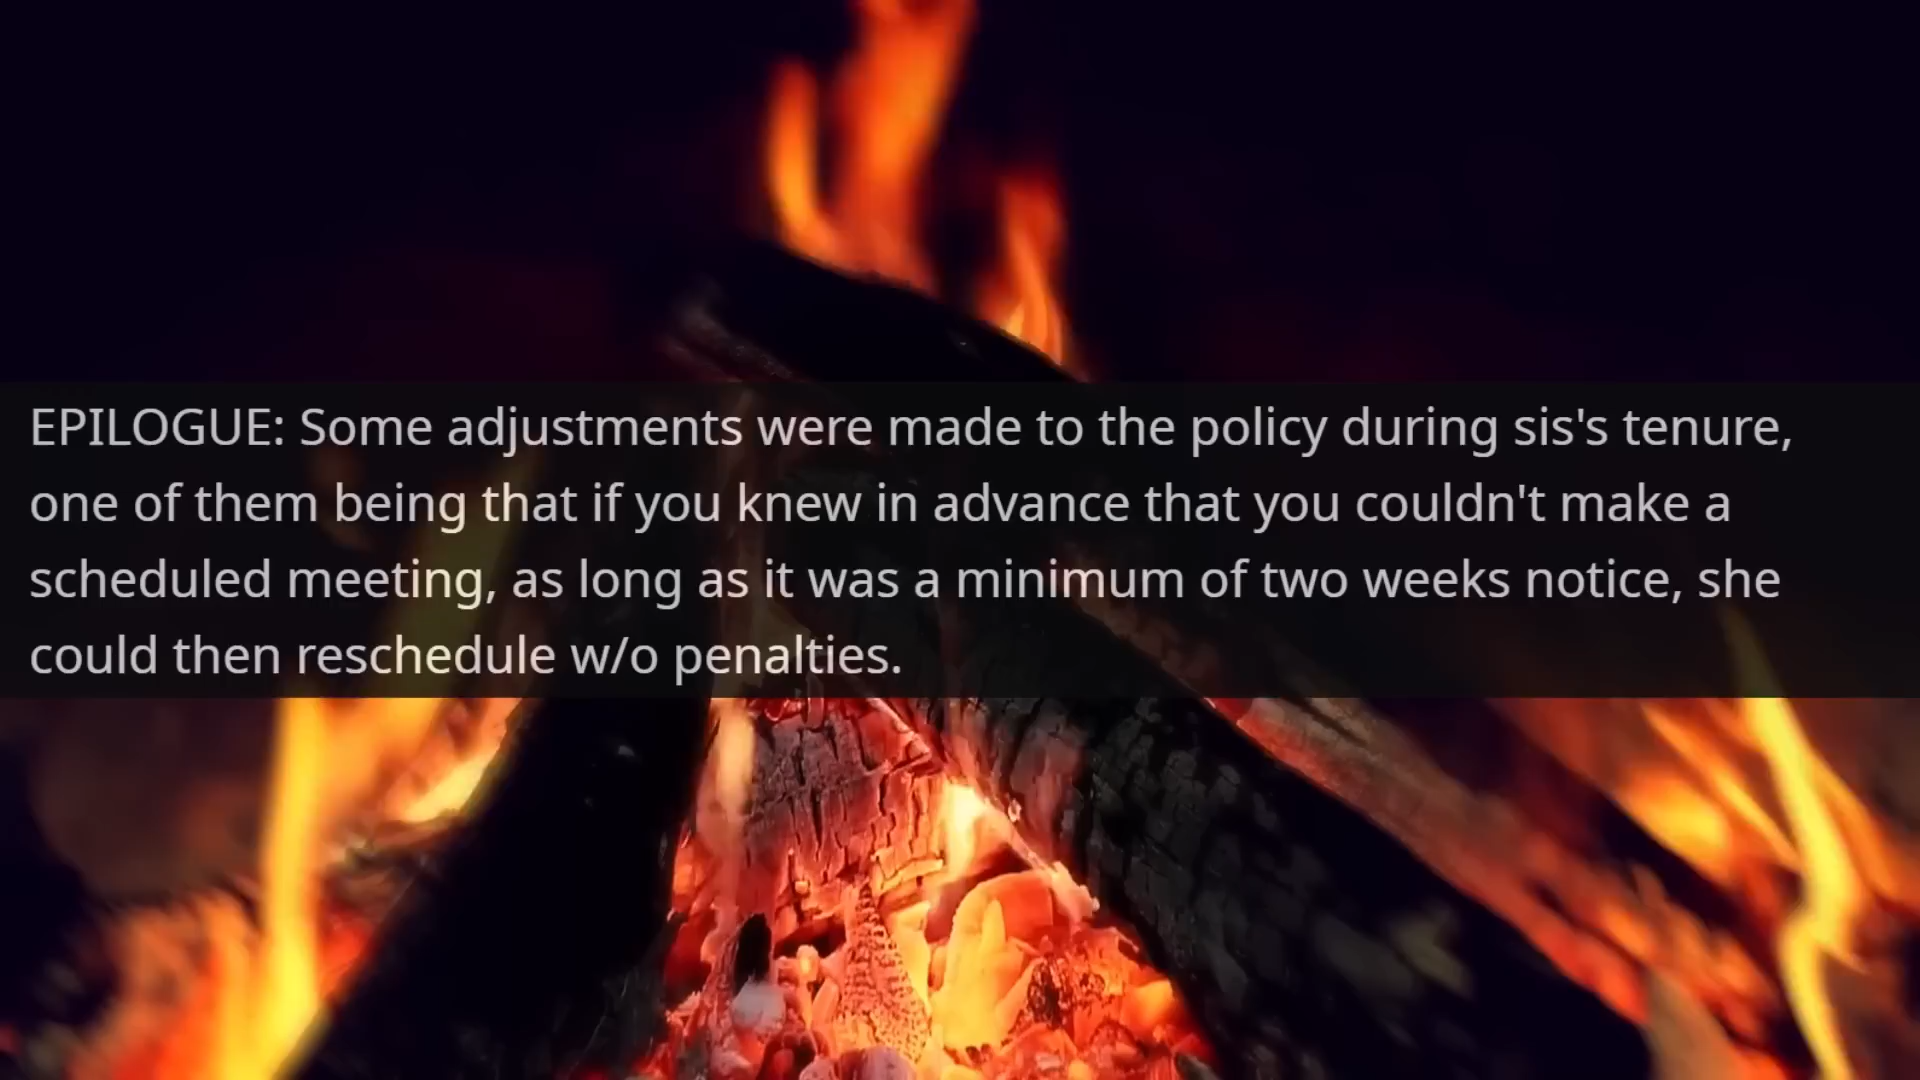 EPILOGUE: Some adjustments were made to the policy during sis's tenure,
one of them being that if you knew in advance that you couldn't make a
scheduled meeting, as long as it was a minimum of two weeks notice, she
could then reschedule w/o penalties.